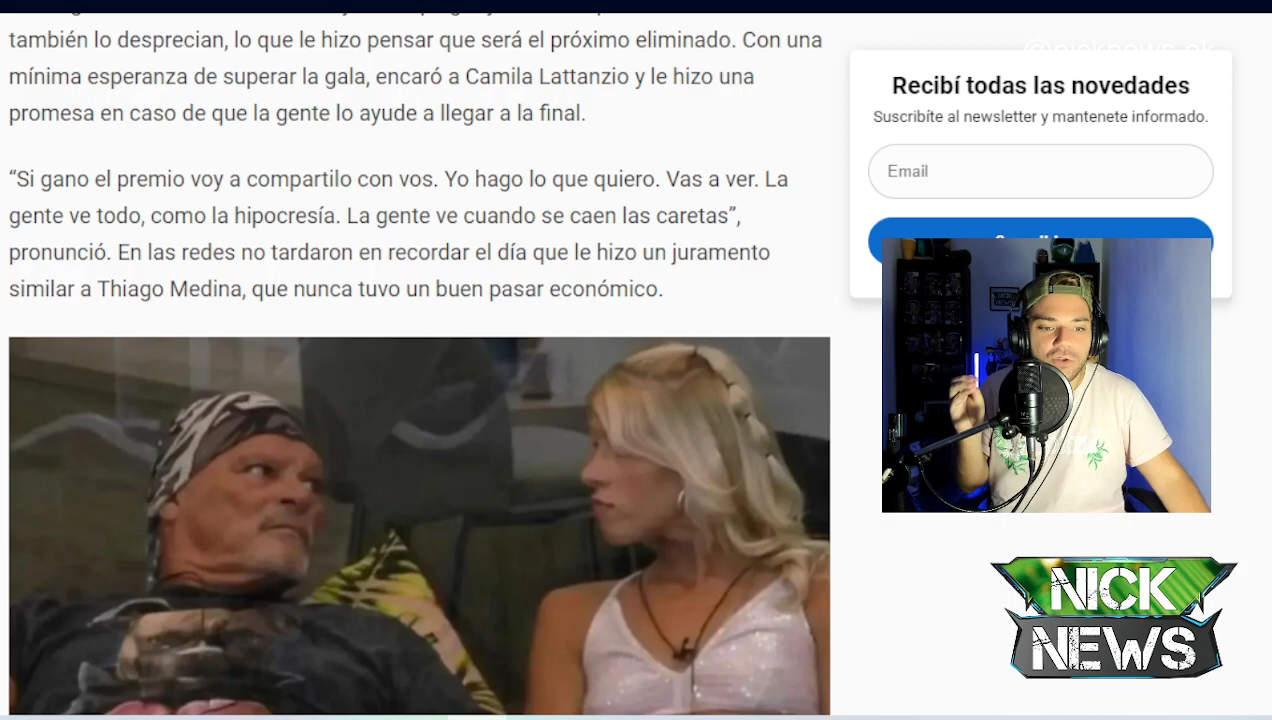 también lo desprecian, lo que le hizo pensar que será el próximo eliminado. Con una
mínima esperanza de superar la gala, encaró a Camila Lattanzio y le hizo una
promesa en caso de que la gente lo ayude a llegar a la final.
“Si gano el premio voy a compartilo con vos. Yo hago lo que quiero. Vas a ver. La
gente ve todo, como la hipocresía. La gente ve cuando se caen las caretas”,
pronunció. En las redes no tardaron en recordar el día que le hizo un juramento
similar a Thiago Medina, que nunca tuvo un buen pasar económico.
@nicknews.ok
Recibí todas las novedades
Suscribíte al newsletter y mantenete informado.
Email
NICK
NEWS